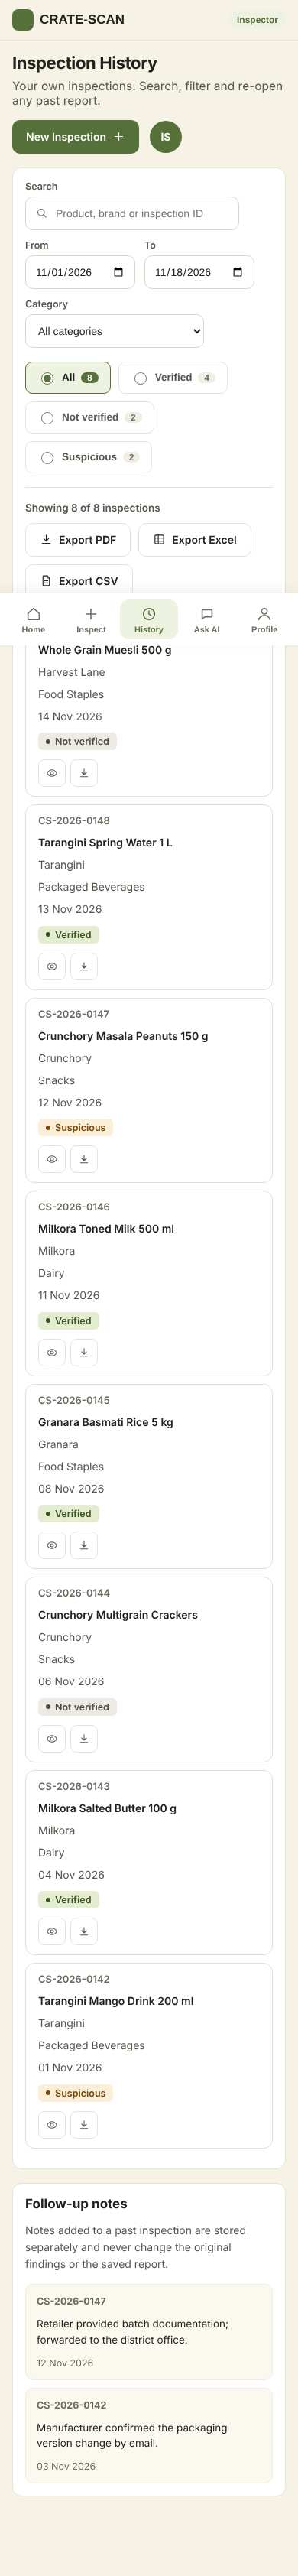 CRATE-SCAN
Inspector
Inspection History
Your own inspections. Search, filter and re-open
any past report.
New Inspection
IS
Search
Product, brand or inspection ID
From
To
11/01/2026
11/18/2026
Category
All categories
All 8
Verified 4
Not verified 2
Suspicious 2
Showing 8 of 8 inspections
Export PDF
Export Excel
Export CSV
Home
Inspect
History
Ask AI
Profile
Whole Grain Muesli 500 g
Harvest Lane
Food Staples
14 Nov 2026
Not verified
CS-2026-0148
Tarangini Spring Water 1 L
Tarangini
Packaged Beverages
13 Nov 2026
Verified
CS-2026-0147
Crunchy Masala Peanuts 150 g
Crunchy
Snacks
12 Nov 2026
Suspicious
CS-2026-0146
Milkora Toned Milk 500 ml
Milkora
Dairy
11 Nov 2026
Verified
CS-2026-0145
Granara Basmati Rice 5 kg
Granara
Food Staples
08 Nov 2026
Verified
CS-2026-0144
Crunchy Multigrain Crackers
Crunchy
Snacks
06 Nov 2026
Not verified
CS-2026-0143
Milkora Salted Butter 100 g
Milkora
Dairy
04 Nov 2026
Verified
CS-2026-0142
Tarangini Mango Drink 200 ml
Tarangini
Packaged Beverages
01 Nov 2026
Suspicious
Follow-up notes
Notes added to a past inspection are stored
separately and never change the original
findings or the saved report.
CS-2026-0147
Retailer provided batch documentation;
forwarded to the district office.
12 Nov 2026
CS-2026-0142
Manufacturer confirmed the packaging
version change by email.
03 Nov 2026